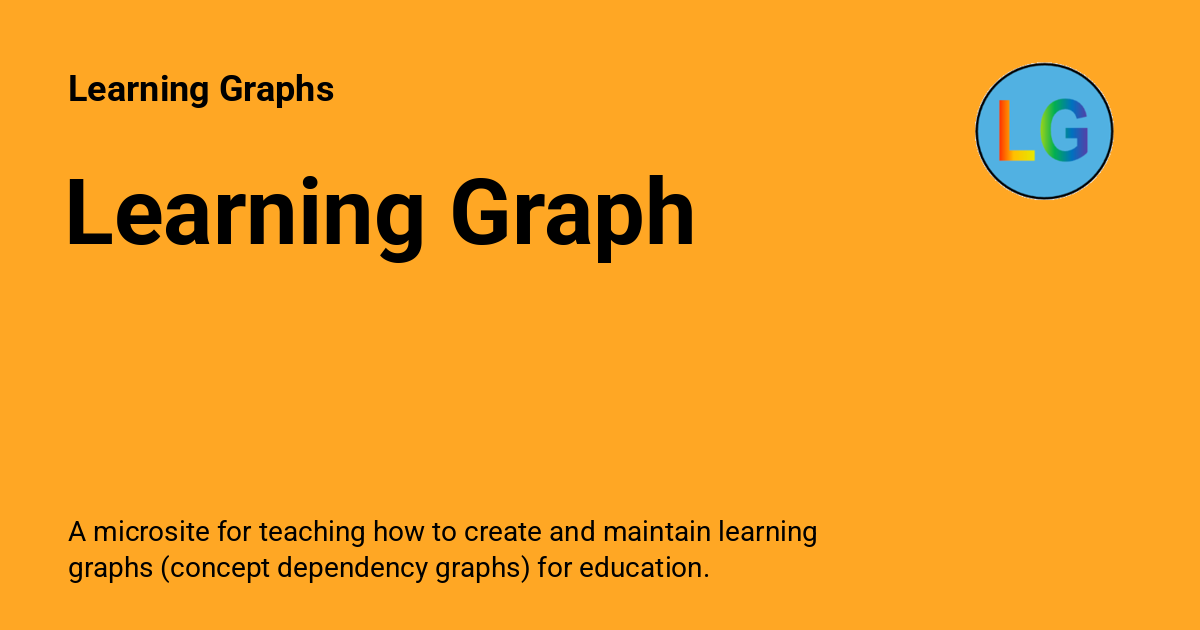 Learning Graphs
LG
Learning Graph
A microsite for teaching how to create and maintain learning
graphs (concept dependency graphs) for education.